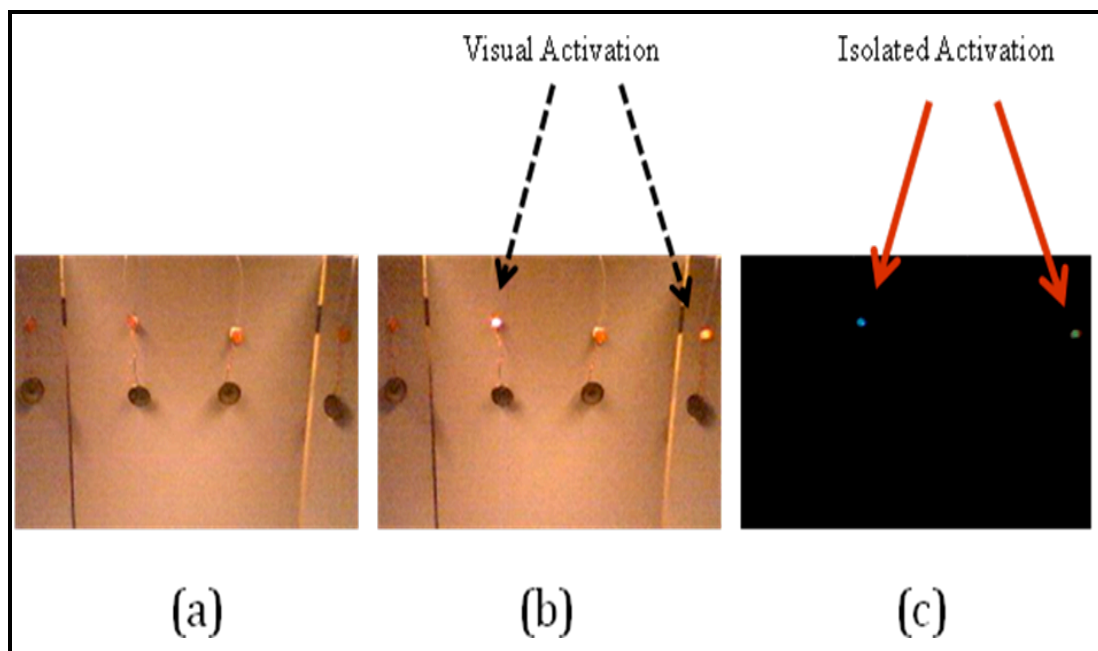 Visual Activation
Isolated Activation
(a)
(b)
(c)